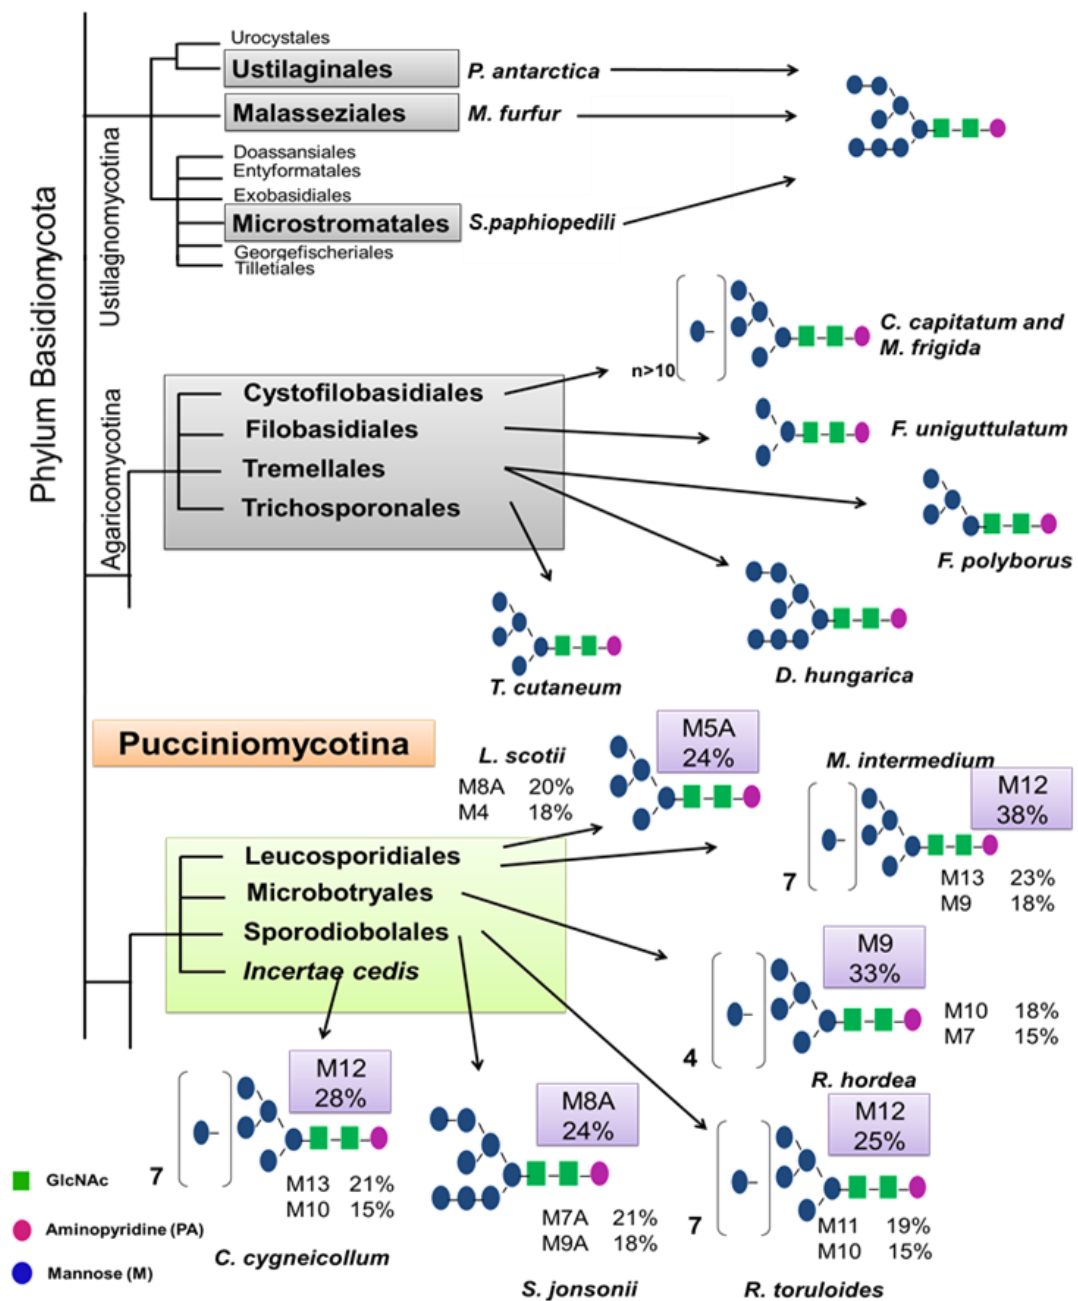 Phylum Basidiomycota
Ustilagnomycotina
Urocystales
Ustilaginales P. antarctica
Malasseziales M. furfur
Doassansiales
Entyformatales
Exobasidiales
Microstromatales S.paphiopedili
Georgefischeriales
Tilletiales
Agaricomycotina
Cystofilobasidiales
Filobasidiales
Tremellales
Trichosporonales
n>10
C. capitatum and
M. frigida
F. uniguttulatum
F. polyborus
D. hungarica
T. cutaneum
Pucciniomycotina
L. scotii
M8A 20%
M4 18%
M5A
24%
M. intermedium
M12
38%
7
M13 23%
M9 18%
Leucosporidiales
Microbotryales
Sporodiobolales
Incertae cedis
M9
33%
4
M10 18%
M7 15%
R. hordea
M12
28%
7
M13 21%
M10 15%
C. cygneicollum
M8A
24%
M7A 21%
M9A 18%
S. jonsonii
M12
25%
7
M11 19%
M10 15%
R. toruloides
GlcNAc
Aminopyridine (PA)
Mannose (M)